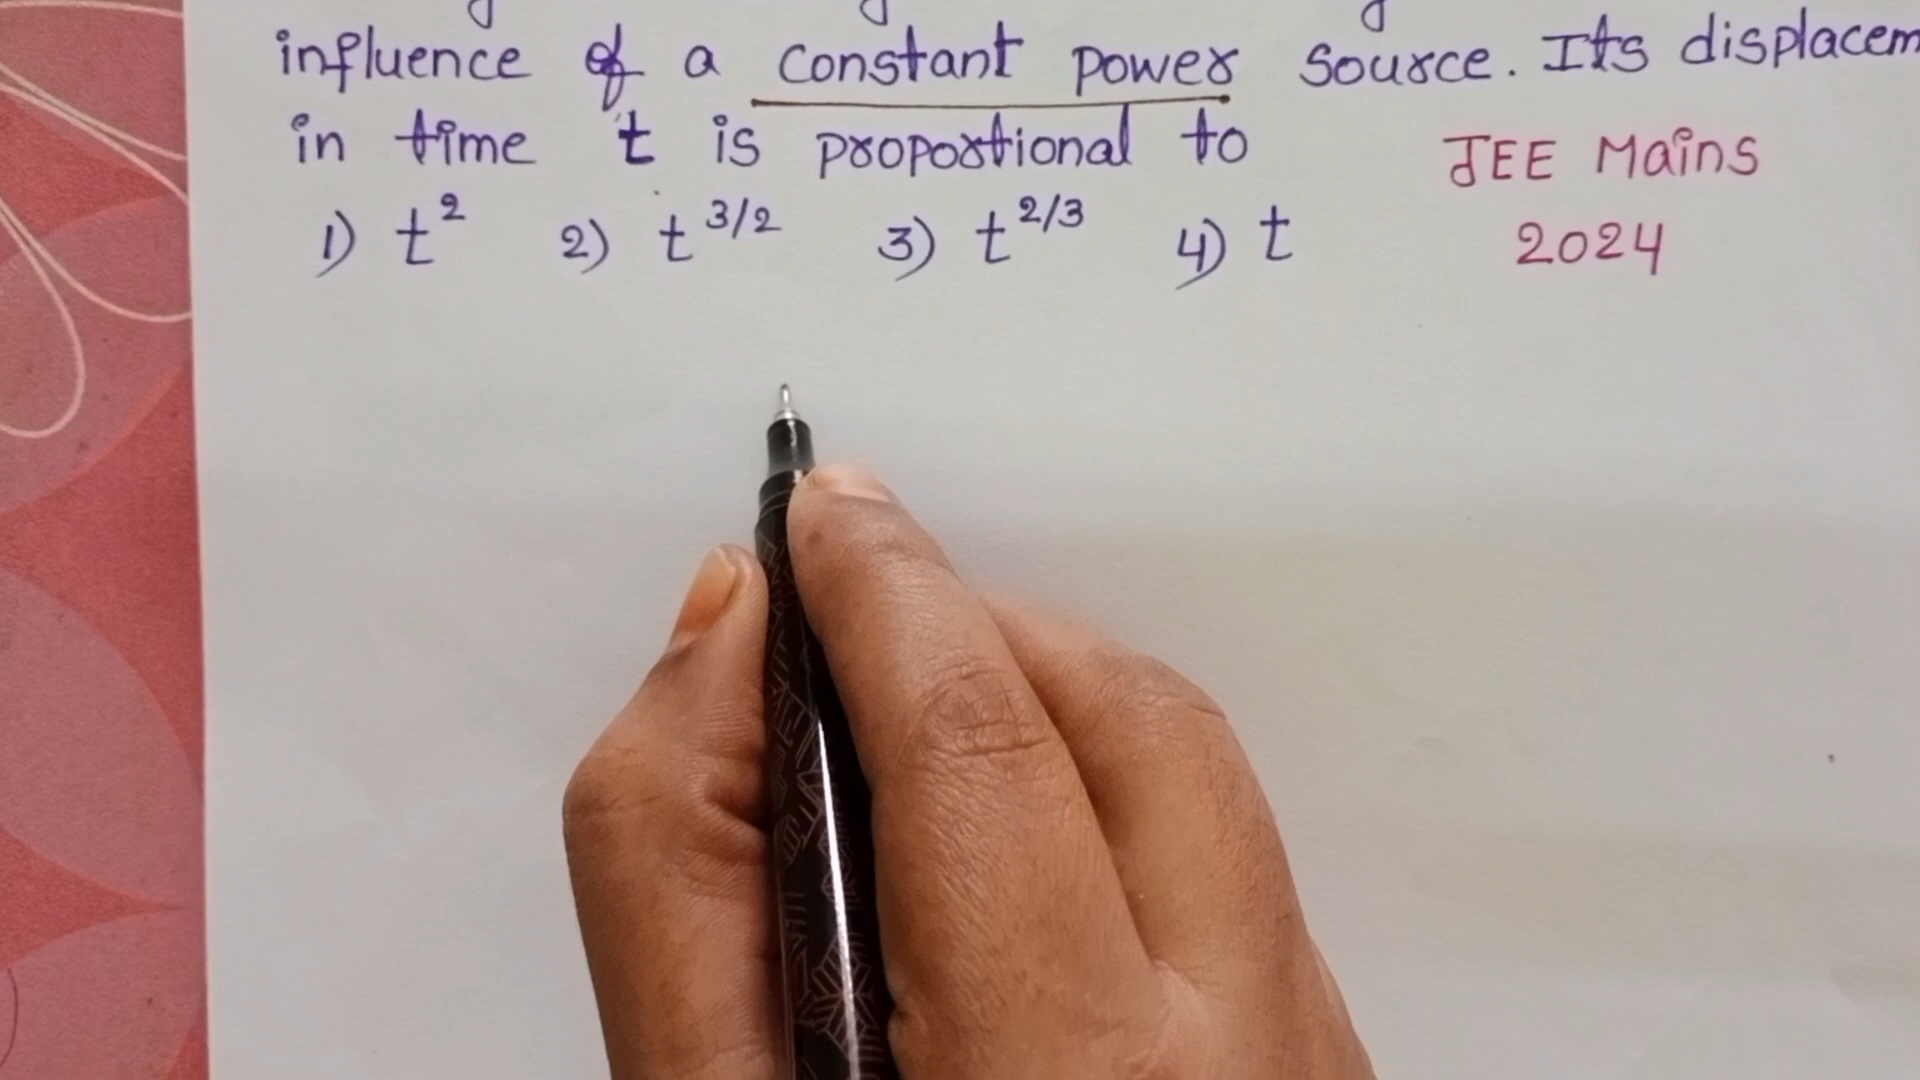 influence of a constant power source. Its displacem
in time t is proportional to
JEE Mains
1) t^2 2) t^3/2 3) t^2/3 4) t
2024